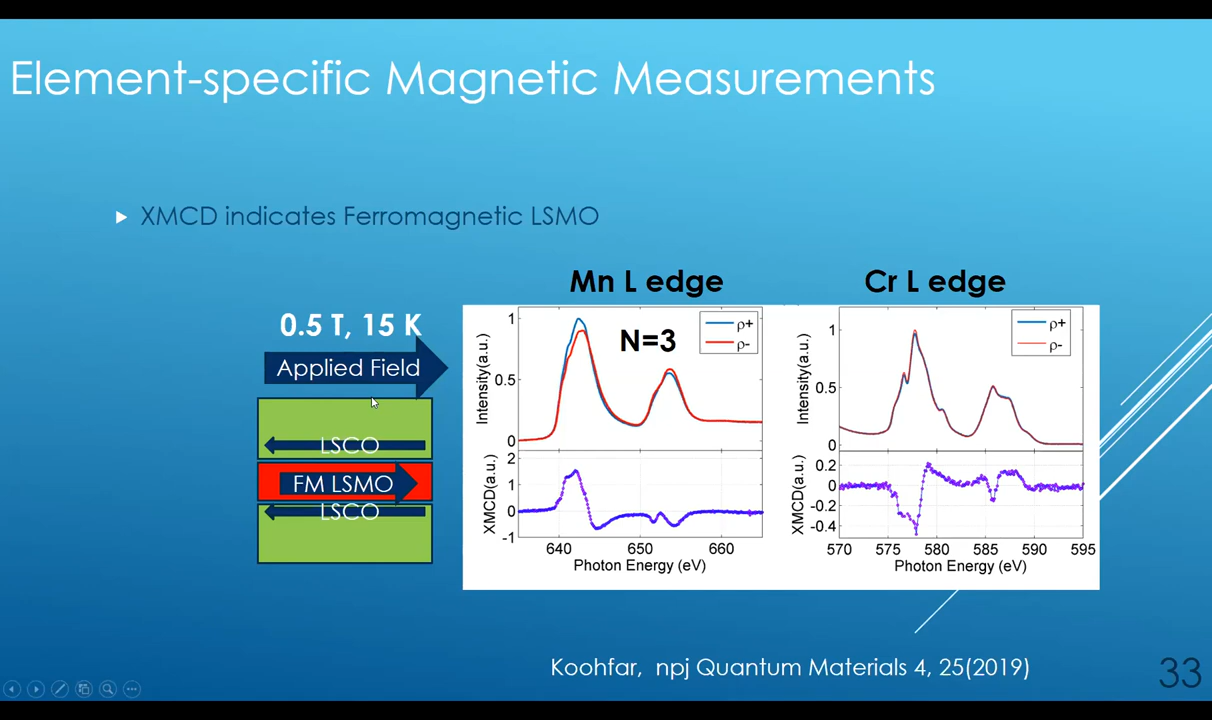 Element-specific Magnetic Measurements
XMCD indicates Ferromagnetic LSMO
0.5 T, 15 K
Applied Field
LSCO
FM LSMO
LSCO
Mn L edge
Intensity(a.u.)
1
0.5
0
N=3
ρ+
ρ-
XMCD(a.u.)
2
1
0
-1
640 650 660
Photon Energy (eV)
Cr L edge
Intensity(a.u.)
1
0.5
0
ρ+
ρ-
XMCD(a.u.)
0.2
0
-0.2
-0.4
570 575 580 585 590 595
Photon Energy (eV)
Koohfar, npj Quantum Materials 4, 25(2019)
33